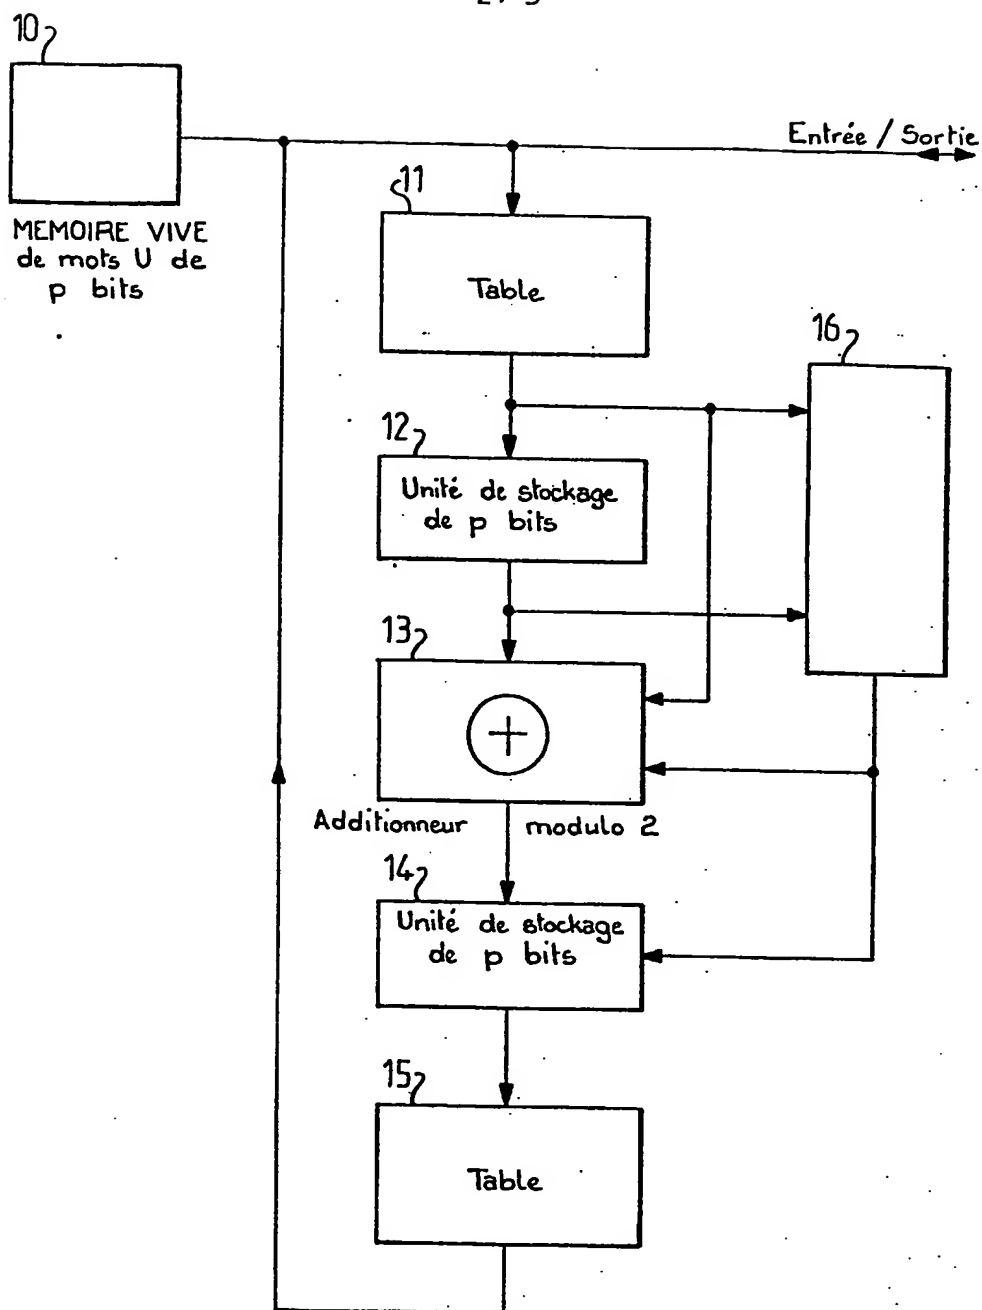 10
Entrée / Sortie
MEMOIRE VIVE
de mots U de
p bits
11
Table
16
12
Unité de stockage
de p bits
13
+
Additionneur modulo 2
14
Unité de stockage
de p bits
15
Table